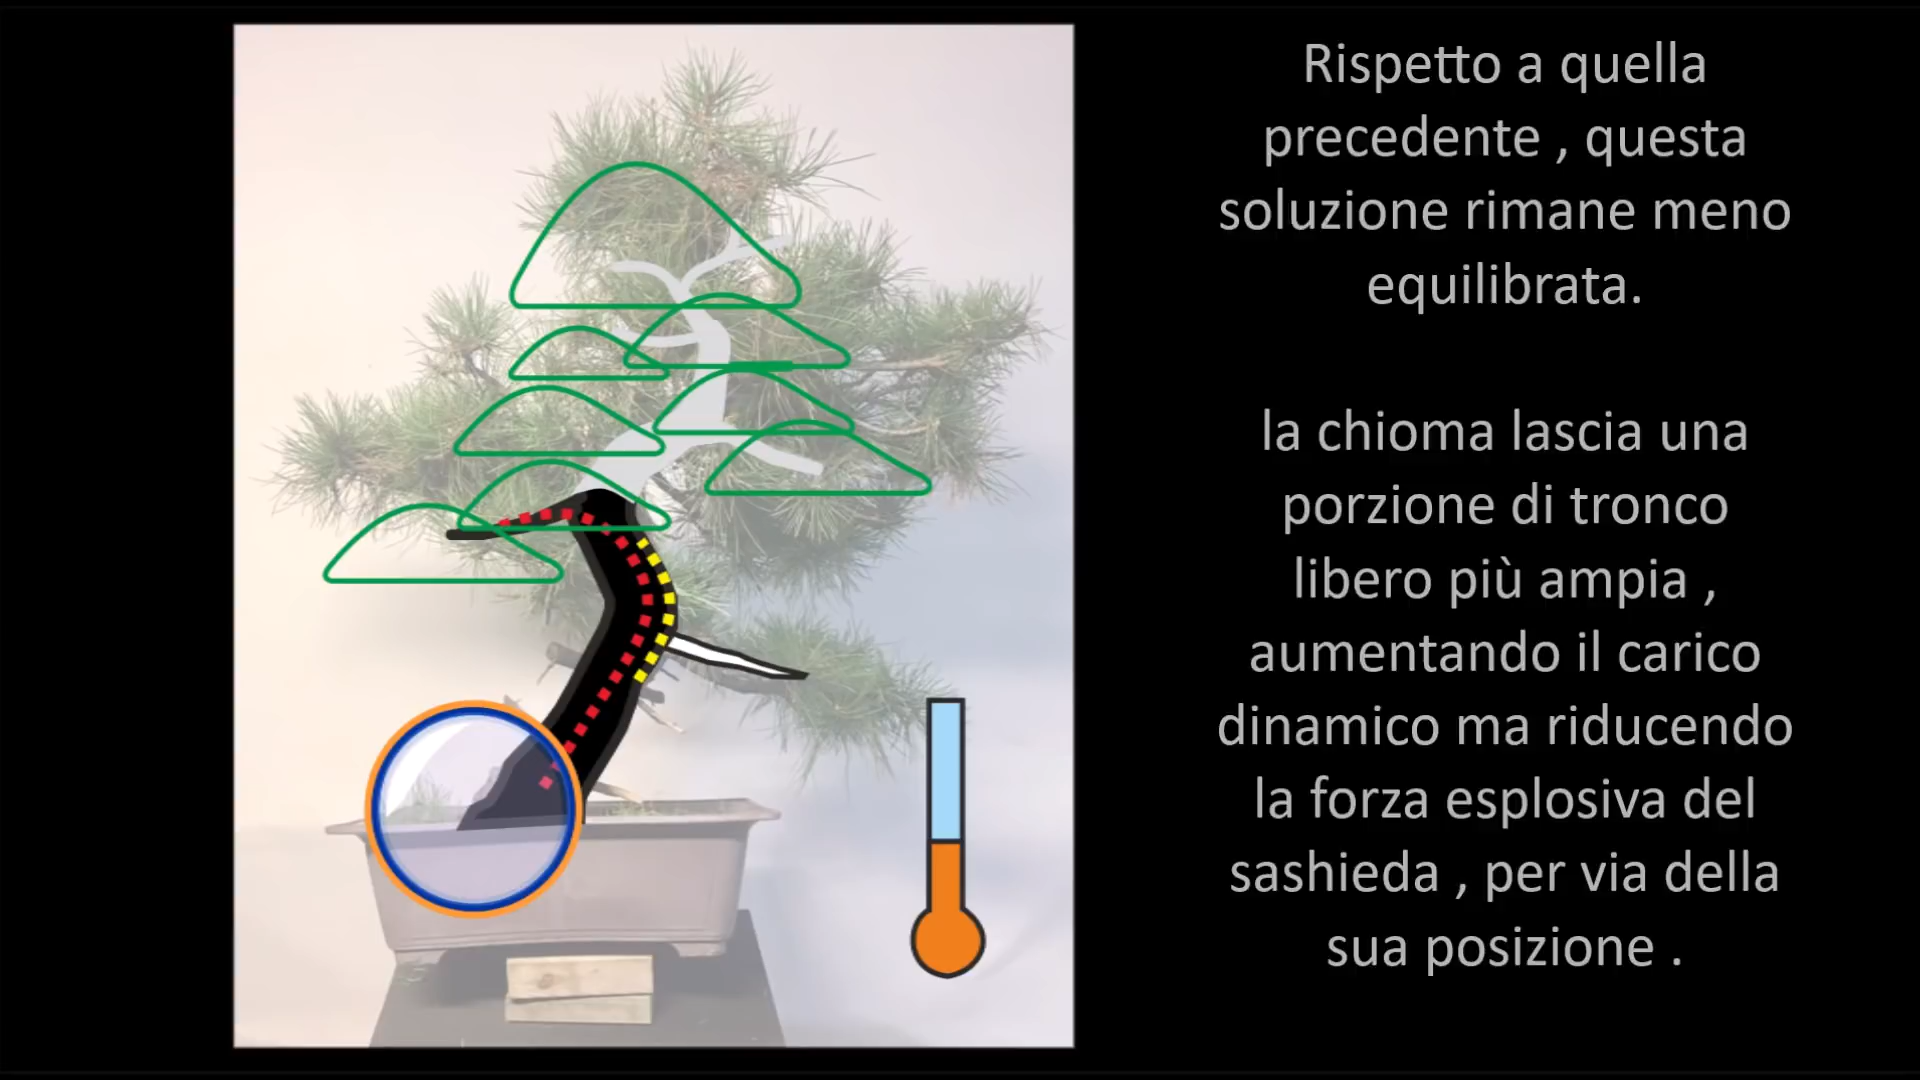 Rispetto a quella
precedente , questa
soluzione rimane meno
equilibrata.
la chioma lascia una
porzione di tronco
libero più ampia ,
aumentando il carico
dinamico ma riducendo
la forza esplosiva del
sashieda , per via della
sua posizione .